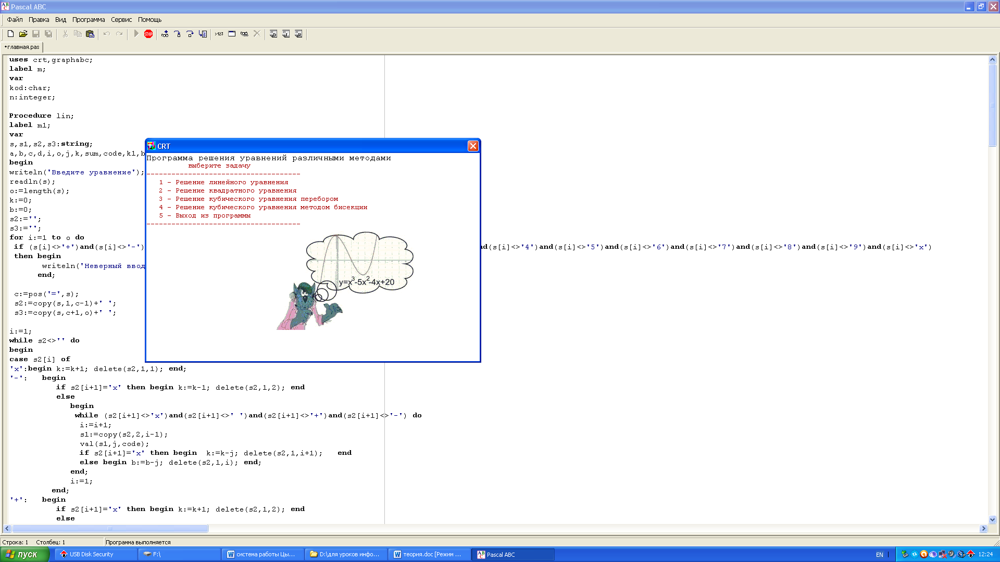 Pascal ABC
Файл Правка Вид Программа Сервис Помощь
STOP
•главная.pas
uses crt,graphabc;
label m;
var
kod:char;
n:integer;
Procedure lin;
label m1;
var
s,s1,s2,s3:string;
a,b,c,d,i,o,j,k,sum,code,k1,b
begin
writeln('Введите уравнение');
readln(s);
o:=length(s);
k:=0;
b:=0;
s2:='';
s3:='';
for i:=1 to o do
if (s[i]<>'+')and(s[i]<>'-') nd(s[i]<>'4')and(s[i]<>'5')and(s[i]<>'6')and(s[i]<>'7')and(s[i]<>'8')and(s[i]<>'9')and(s[i]<>'x')
then begin
writeln('Неверный ввод
end;
c:=pos('=',s);
s2:=copy(s,1,c-1)+' ';
s3:=copy(s,c+1,o)+' ';
i:=1;
while s2<>'' do
begin
case s2[i] of
'x':begin k:=k+1; delete(s2,1,1); end;
'-': begin
if s2[i+1]='x' then begin k:=k-1; delete(s2,1,2); end
else
begin
while (s2[i+1]<>'x')and(s2[i+1]<>' ')and(s2[i+1]<>'+')and(s2[i+1]<>'-') do
i:=i+1;
s1:=copy(s2,2,i-1);
val(s1,j,code);
if s2[i+1]='x' then begin k:=k-j; delete(s2,1,i+1); end
else begin b:=b-j; delete(s2,1,i); end;
end;
i:=1;
end;
'+': begin
if s2[i+1]='x' then begin k:=k+1; delete(s2,1,2); end
else
CRT
Программа решения уравнений различными методами
выберите задачу
-------------------------------------
1 - Решение линейного уравнения
2 - Решение квадратного уравнения
3 - Решение кубического уравнения перебором
4 - Решение кубического уравнения методом бисекции
5 - Выход из программы
-------------------------------------
y=x³-5x²-4x+20
Строка: 1 Столбец: 1 Программа выполняется
пуск USB Disk Security F:\ система работы Цы... D:\для уроков инфо... теория.doc [Режим ... Pascal ABC EN 12:24